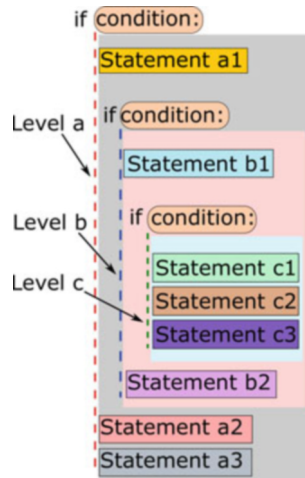 if condition:
Statement a1
if condition:
Level a
Statement b1
if condition:
Level b
Statement c1
Level c
Statement c2
Statement c3
Statement b2
Statement a2
Statement a3